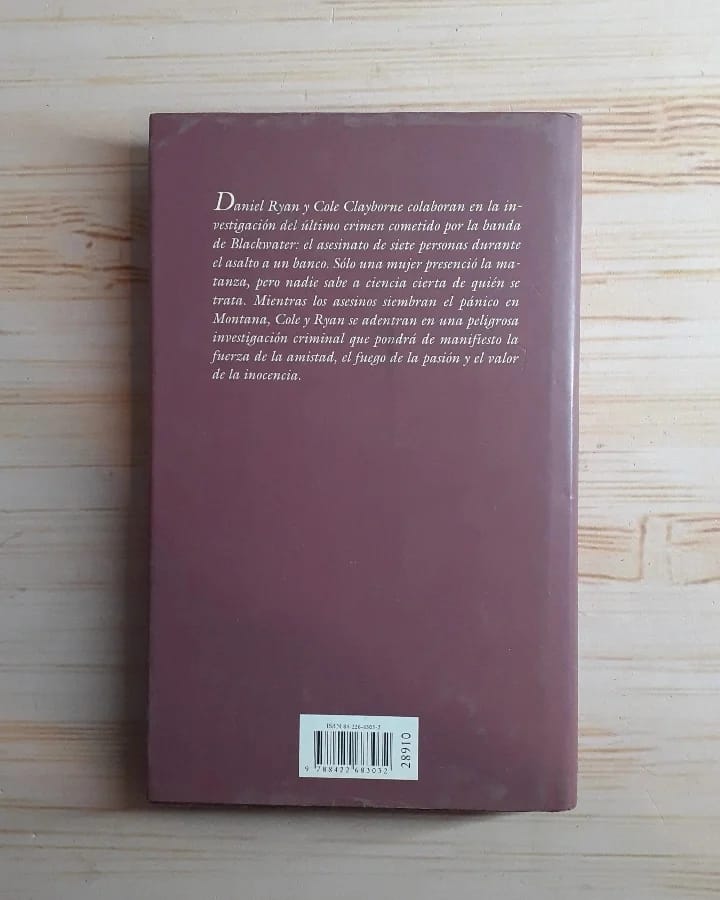 Daniel Ryan y Cole Clayborne colaboran en la in-
vestigación del último crimen cometido por la banda
de Blackwater: el asesinato de siete personas durante
el asalto a un banco. Sólo una mujer presenció la ma-
tanza, pero nadie sabe a ciencia cierta de quién se
trata. Mientras los asesinos siembran el pánico en
Montana, Cole y Ryan se adentran en una peligrosa
investigación criminal que pondrá de manifiesto la
fuerza de la amistad, el fuego de la pasión y el valor
de la inocencia.
ISBN
28910
9 788422 683032